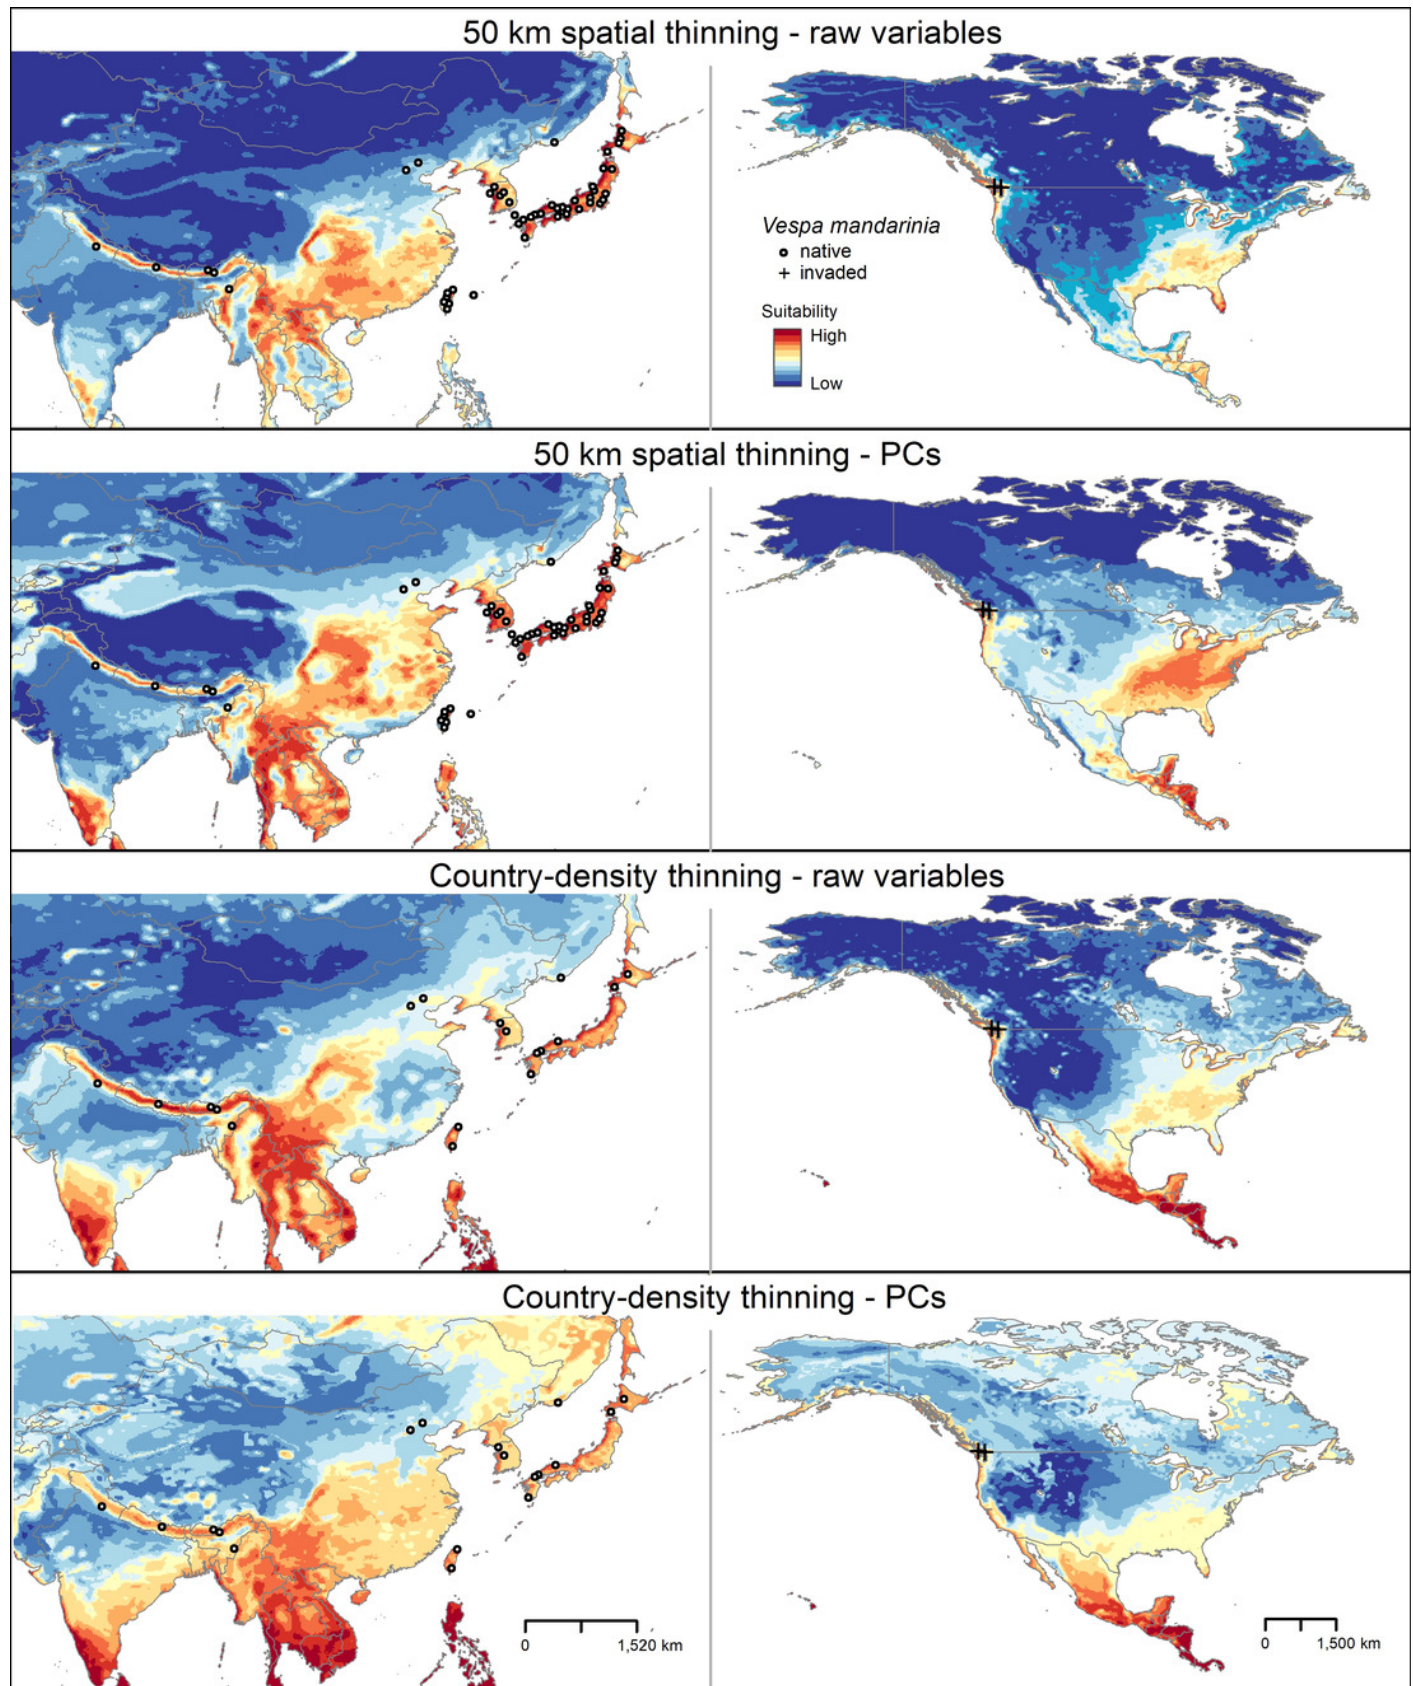 50 km spatial thinning - raw variables
Vespa mandarinia
native
invaded
Suitability
High
Low
50 km spatial thinning - PCs
Country-density thinning - raw variables
Country-density thinning - PCs
0 1,520 km
0 1,500 km